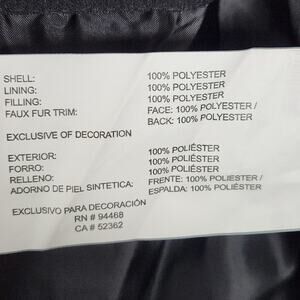 SHELL: 100% POLYESTER
LINING: 100% POLYESTER
FILLING: 100% POLYESTER
FAUX FUR TRIM: FACE: 100% POLYESTER /
BACK: 100% POLYESTER
EXCLUSIVE OF DECORATION
EXTERIOR: 100% POLIÉSTER
FORRO: 100% POLIÉSTER
RELLENO: 100% POLIÉSTER
ADORNO DE PIEL SINTETICA: FRENTE: 100% POLIESTER /
ESPALDA: 100% POLIÉSTER
EXCLUSIVO PARA DECORACIÓN
RN # 94468
CA # 52362